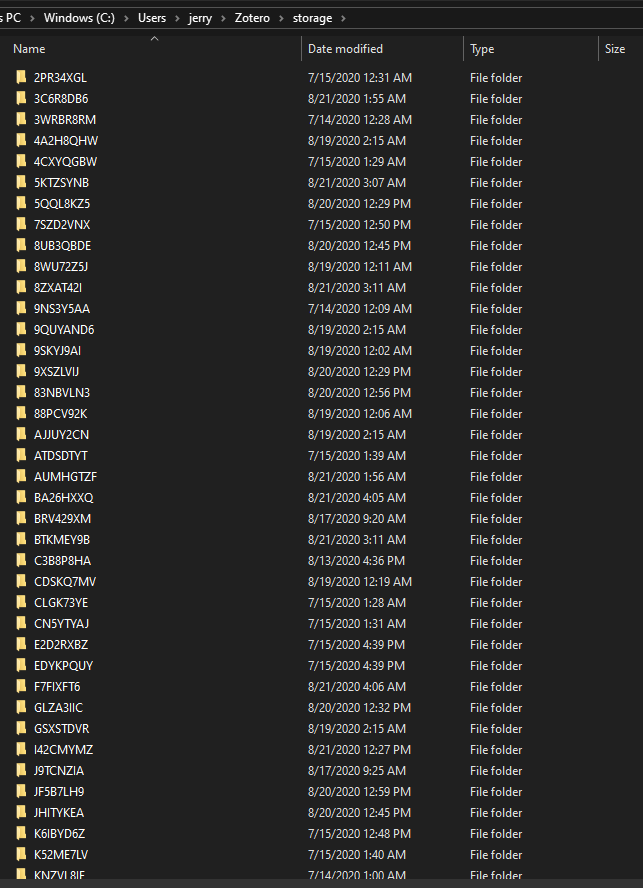 s PC > Windows (C:) > Users > jerry > Zotero > storage >
Name Date modified Type Size
2PR34XGL 7/15/2020 12:31 AM File folder
3C6R8DB6 8/21/2020 1:55 AM File folder
3WRBR8RM 7/14/2020 12:28 AM File folder
4A2H8QHW 8/19/2020 2:15 AM File folder
4CXYQGBW 7/15/2020 1:29 AM File folder
5KTZSYNB 8/21/2020 3:07 AM File folder
5QQL8KZ5 8/20/2020 12:29 PM File folder
7SZD2VNX 7/15/2020 12:50 PM File folder
8UB3QBDE 8/20/2020 12:45 PM File folder
8WU72Z5J 8/19/2020 12:11 AM File folder
8ZXAT42I 8/21/2020 3:11 AM File folder
9NS3Y5AA 7/14/2020 12:09 AM File folder
9QUYAND6 8/19/2020 2:15 AM File folder
9SKYJ9AI 8/19/2020 12:02 AM File folder
9XSZLVIJ 8/20/2020 12:29 PM File folder
83NBVLN3 8/20/2020 12:56 PM File folder
88PCV92K 8/19/2020 12:06 AM File folder
AJJUY2CN 8/19/2020 2:15 AM File folder
ATDSDTYT 7/15/2020 1:39 AM File folder
AUMHGTZF 8/21/2020 1:56 AM File folder
BA26HXXQ 8/21/2020 4:05 AM File folder
BRV429XM 8/17/2020 9:20 AM File folder
BTKMEY9B 8/21/2020 3:11 AM File folder
C3B8P8HA 8/13/2020 4:36 PM File folder
CDSKQ7MV 8/19/2020 12:19 AM File folder
CLGK73YE 7/15/2020 1:28 AM File folder
CN5YTYAJ 7/15/2020 1:31 AM File folder
E2D2RXBZ 7/15/2020 4:39 PM File folder
EDYKPQUY 7/15/2020 4:39 PM File folder
F7FIXFT6 8/21/2020 4:06 AM File folder
GLZA3IIC 8/20/2020 12:32 PM File folder
GSXSTDVR 8/19/2020 2:15 AM File folder
I42CMYMZ 8/21/2020 12:27 PM File folder
J9TCNZIA 8/17/2020 9:25 AM File folder
JF5B7LH9 8/20/2020 12:59 PM File folder
JHITYKEA 8/20/2020 12:45 PM File folder
K6IBYD6Z 7/15/2020 12:48 PM File folder
K52ME7LV 7/15/2020 1:40 AM File folder
7/14/2020 1:00 AM File folder